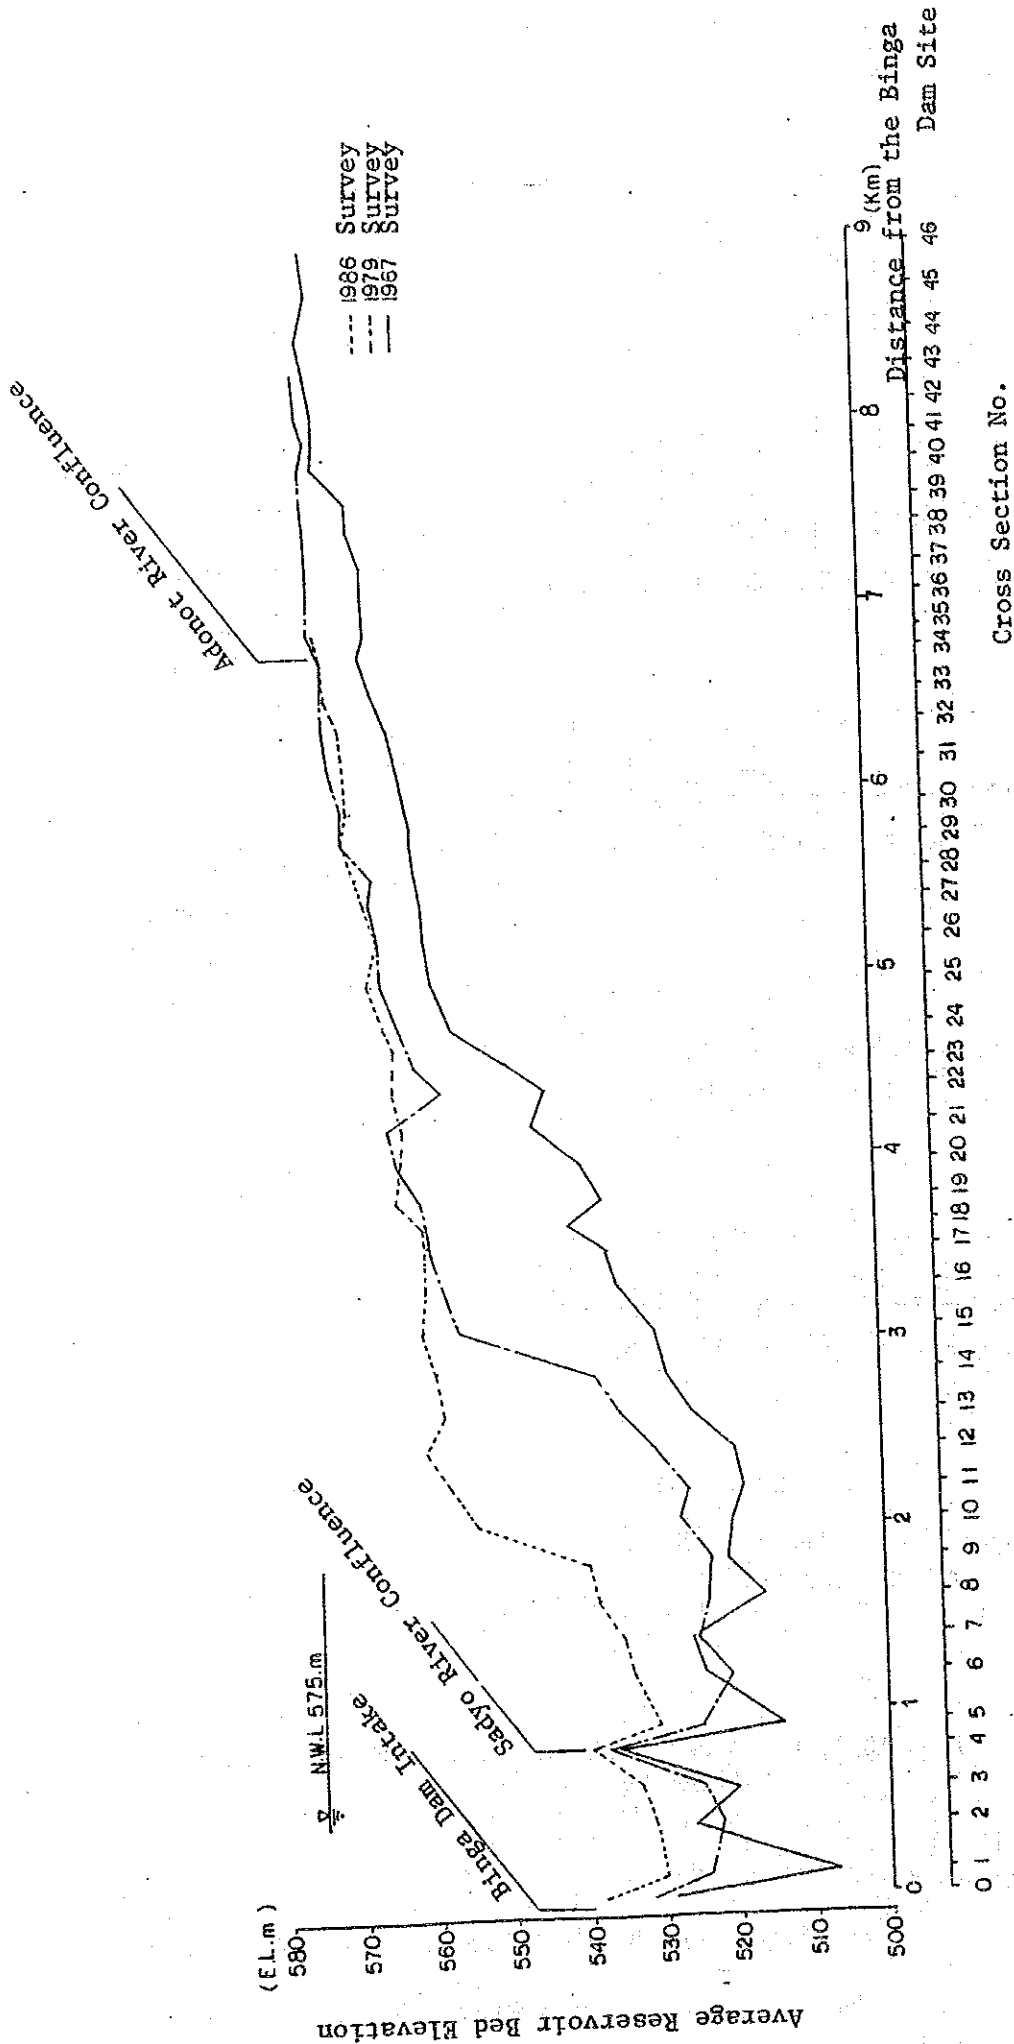 (E.L.m)
580
570
560
550
540
530
520
510
500
Average Reservoir Bed Elevation
N.W.L 575.m
Binga Dam Intake
Sadyo River Confluence
Adonot River Confluence
1986 Survey
1979 Survey
1967 Survey
0 1 2 3 4 5 6 7 8 9 (Km)
Distance from the Binga
Dam Site
0 1 2 3 4 5 6 7 8 9 10 11 12 13 14 15 16 17 18 19 20 21 22 23 24 25 26 27 28 29 30 31 32 33 34 35 36 37 38 39 40 41 42 43 44 45 46
Cross Section No.